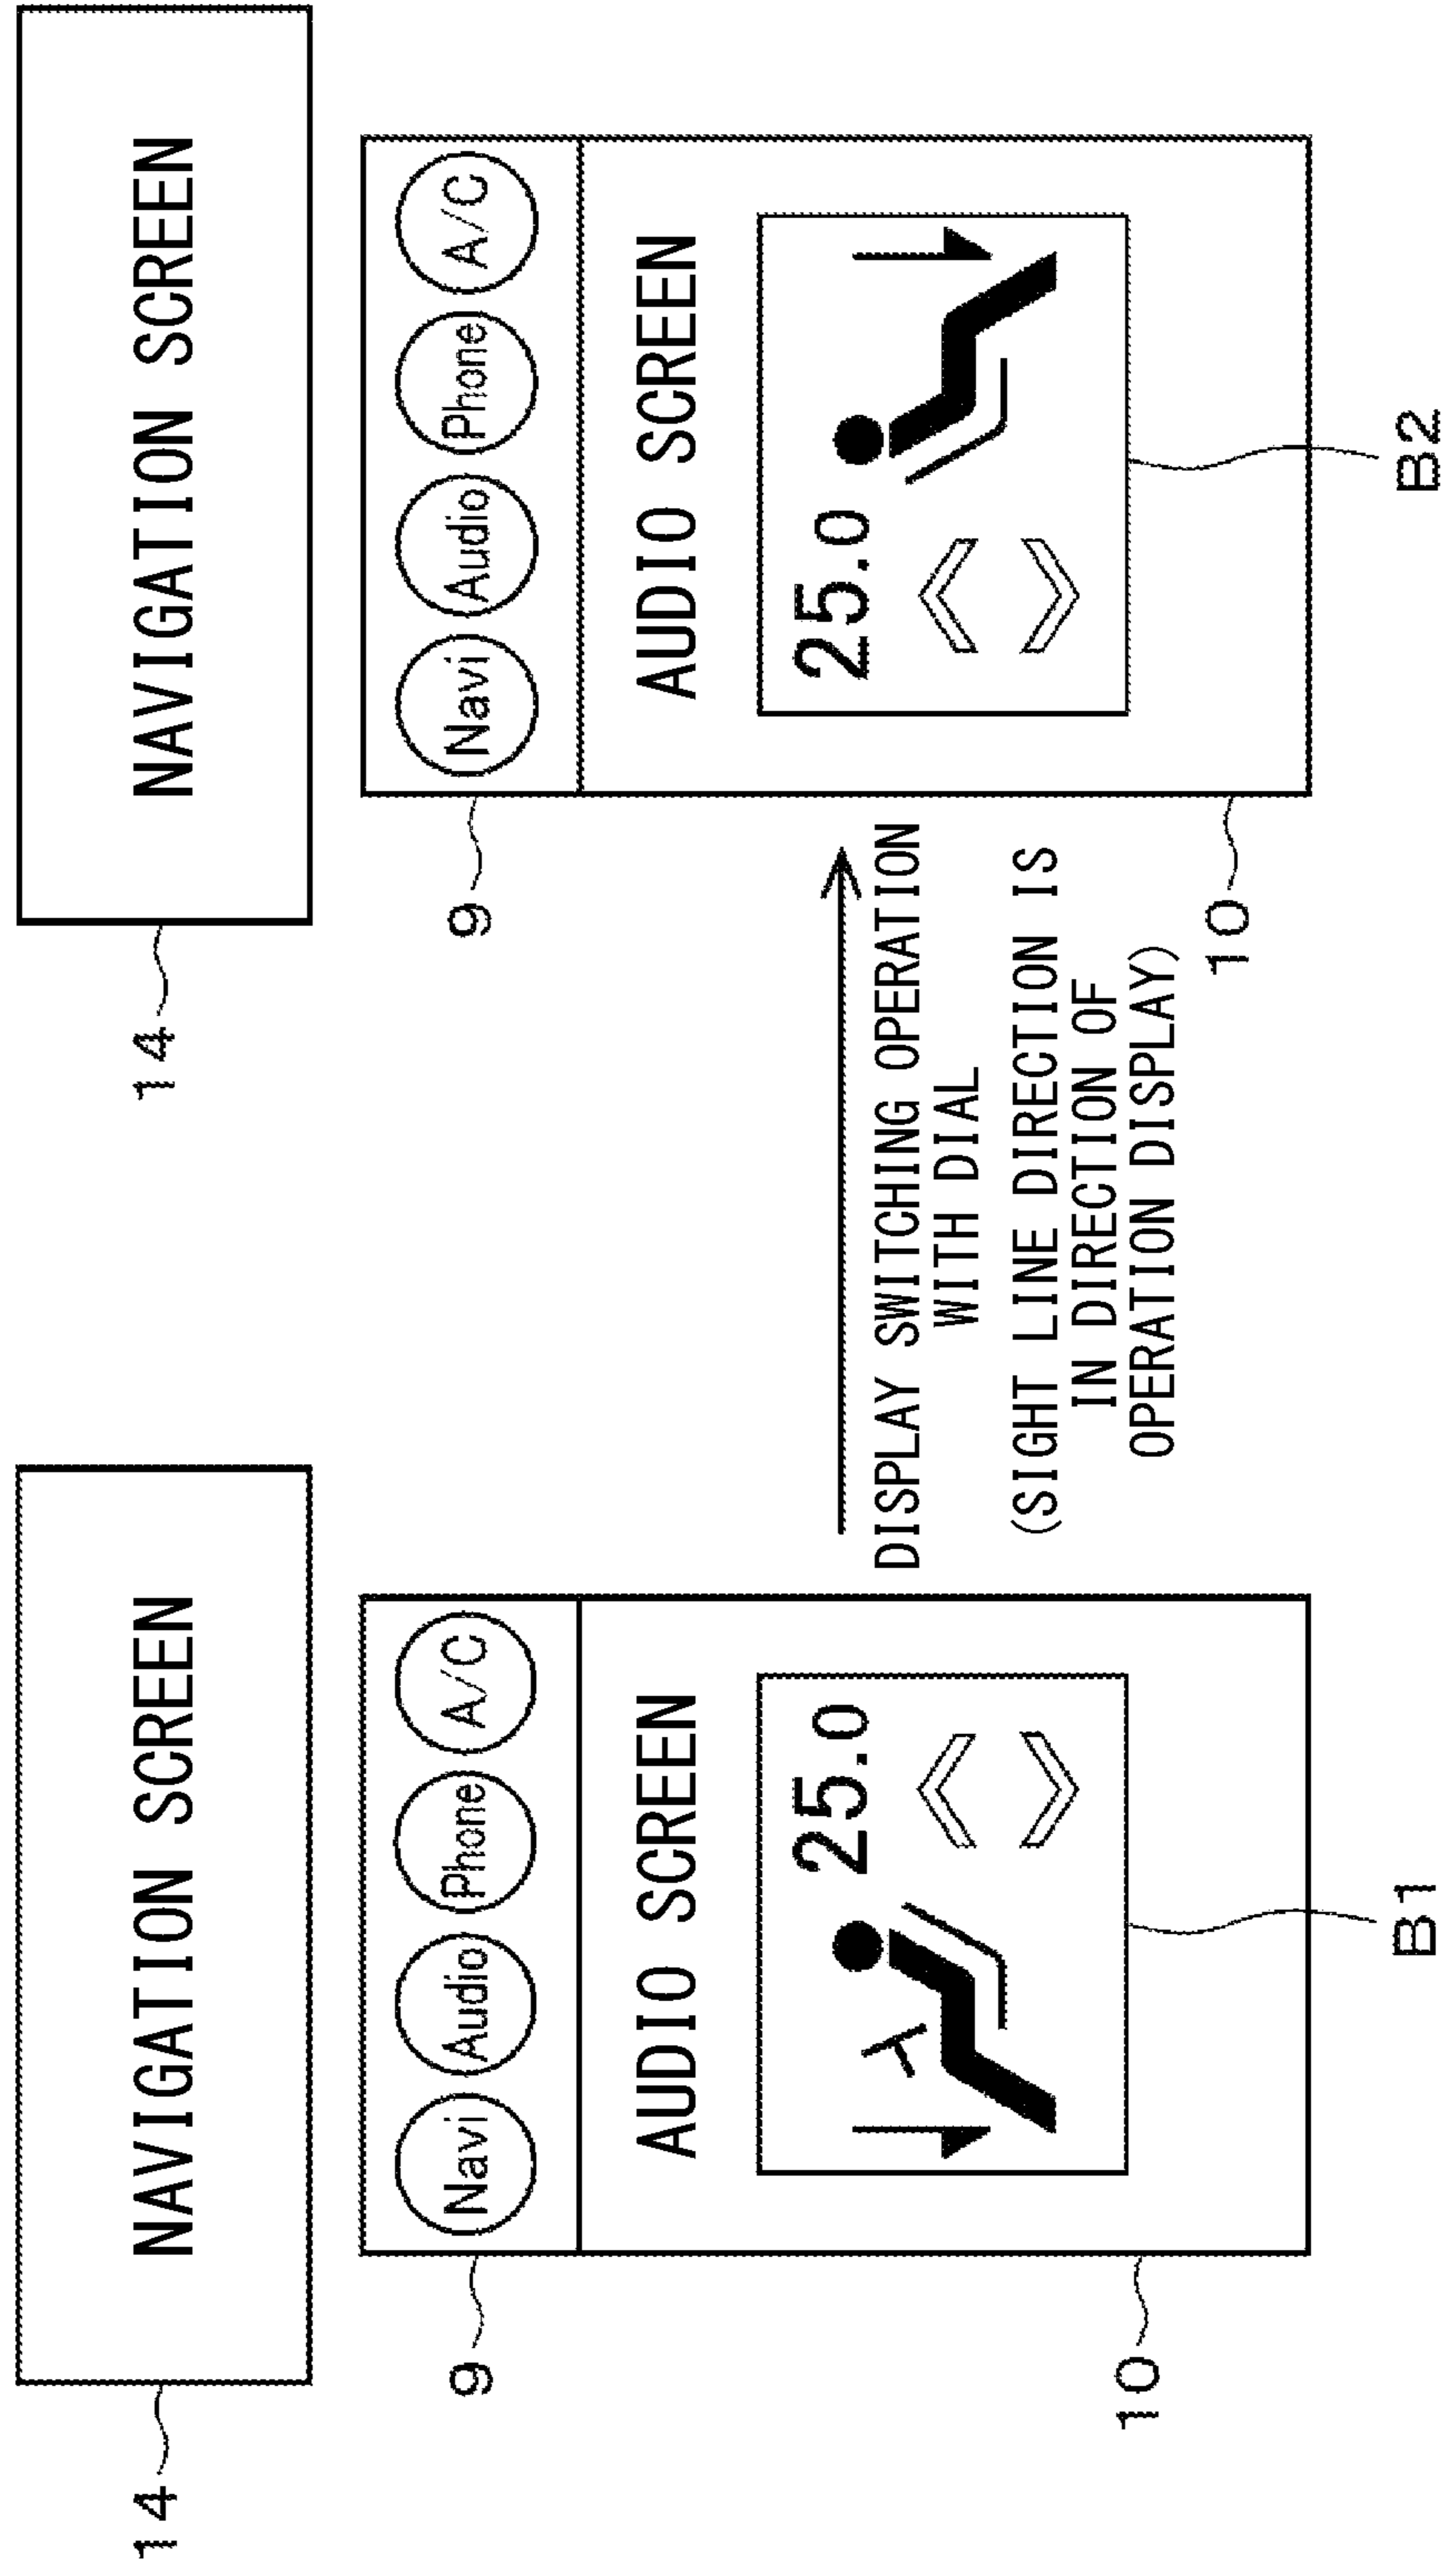 14
NAVIGATION SCREEN
9
Navi
Audio
Phone
A/C
AUDIO SCREEN
25.0
10
B1
DISPLAY SWITCHING OPERATION
WITH DIAL
(SIGHT LINE DIRECTION IS
IN DIRECTION OF
OPERATION DISPLAY)
14
NAVIGATION SCREEN
9
Navi
Audio
Phone
A/C
AUDIO SCREEN
25.0
10
B2